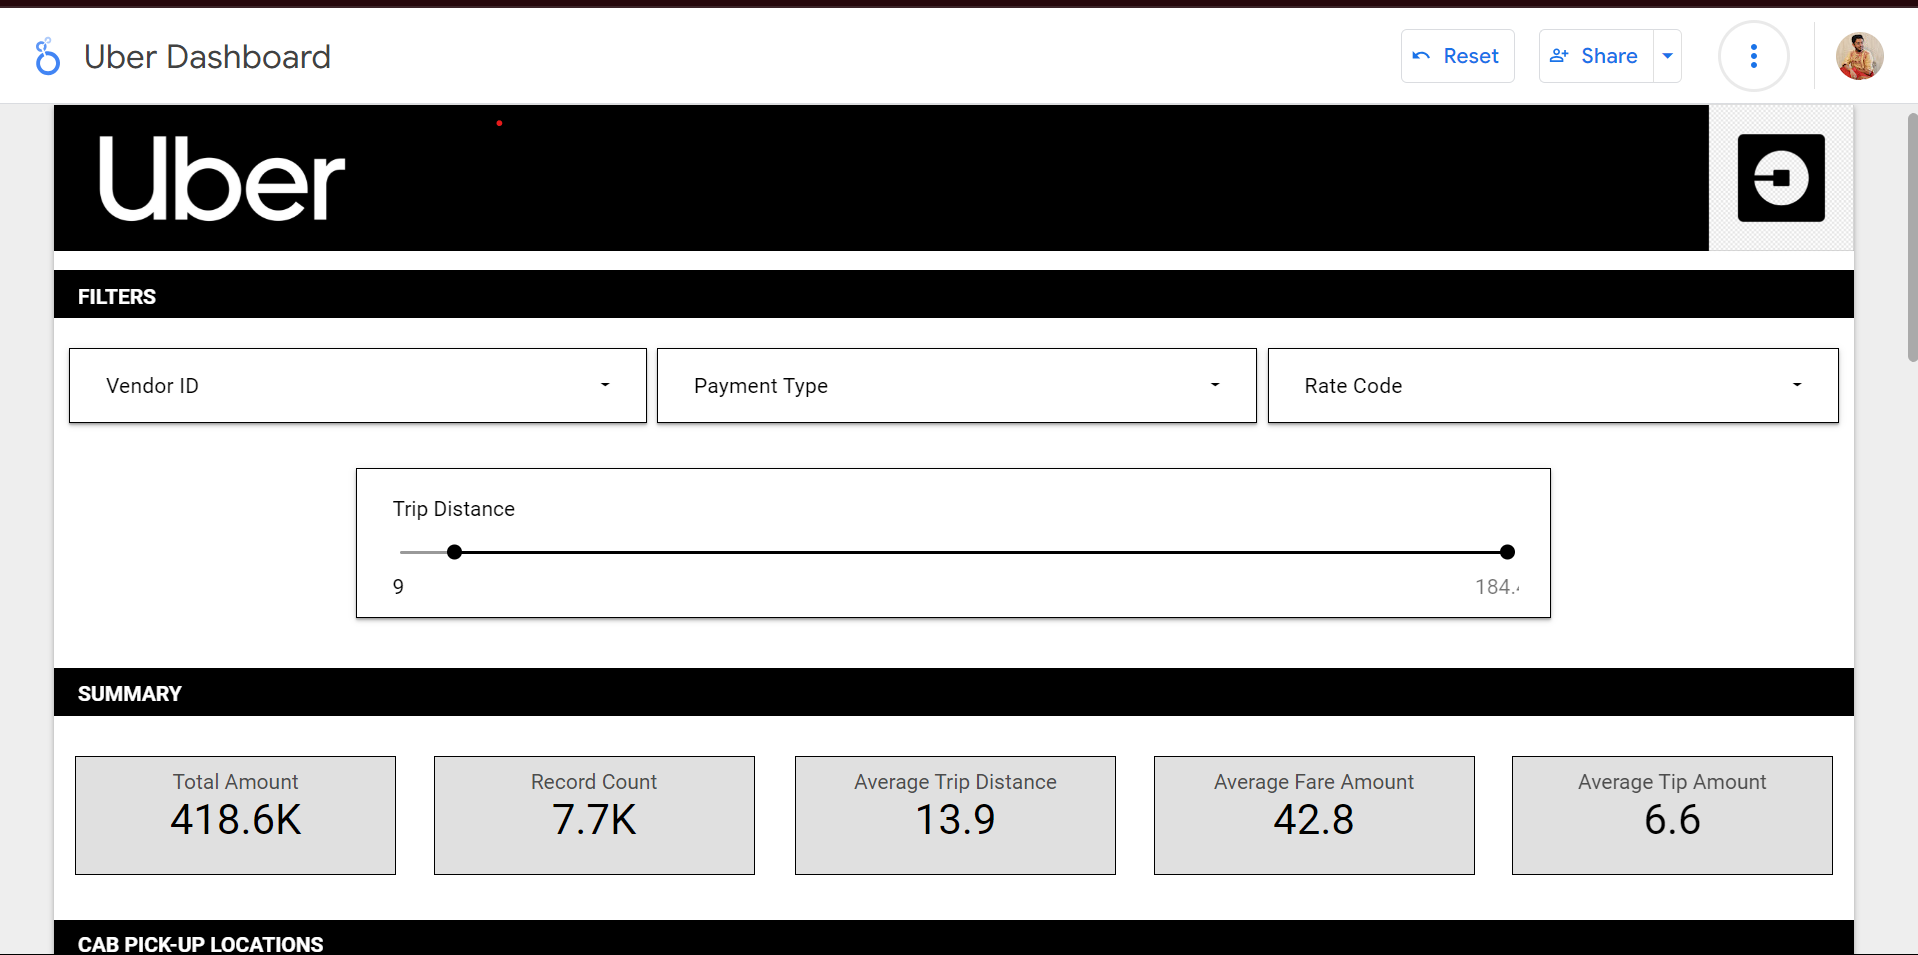 Uber Dashboard
Reset
Share
Uber
FILTERS
Vendor ID
Payment Type
Rate Code
Trip Distance
9
184.
SUMMARY
Total Amount
418.6K
Record Count
7.7K
Average Trip Distance
13.9
Average Fare Amount
42.8
Average Tip Amount
6.6
CAB PICK-UP LOCATIONS